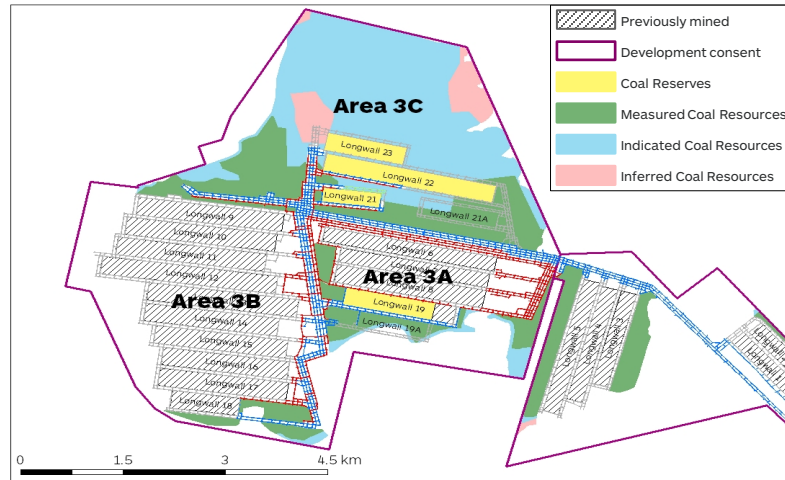 Previously mined
Development consent
Coal Reserves
Measured Coal Resources
Indicated Coal Resources
Inferred Coal Resources
Area 3C
Longwall 23
Longwall 22
Longwall 21
Longwall 21A
Longwall 9
Longwall 10
Longwall 11
Longwall 12
Longwall 6
Area 3A
Area 3B
Longwall 19
Longwall 19A
Longwall 14
Longwall 15
Longwall 16
Longwall 17
Longwall 18
Longwall 5
Longwall 4
Longwall 3
0 1.5 3 4.5 km